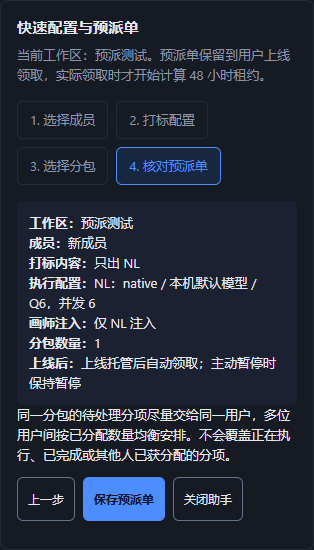 快速配置与预派单
当前工作区：预派测试。预派单保留到用户上线
领取，实际领取时才开始计算 48 小时租约。
1. 选择成员
2. 打标配置
3. 选择分包
4. 核对预派单
工作区：预派测试
成员：新成员
打标内容：只出 NL
执行配置：NL：native / 本机默认模型 /
Q6，并发 6
画师注入：仅 NL 注入
分包数量：1
上线后：上线托管后自动领取；主动暂停时
保持暂停
同一分包的待处理分项尽量交给同一用户，多位
用户间按已分配数量均衡安排。不会覆盖正在执
行、已完成或其他人已获分配的分项。
上一步
保存预派单
关闭助手